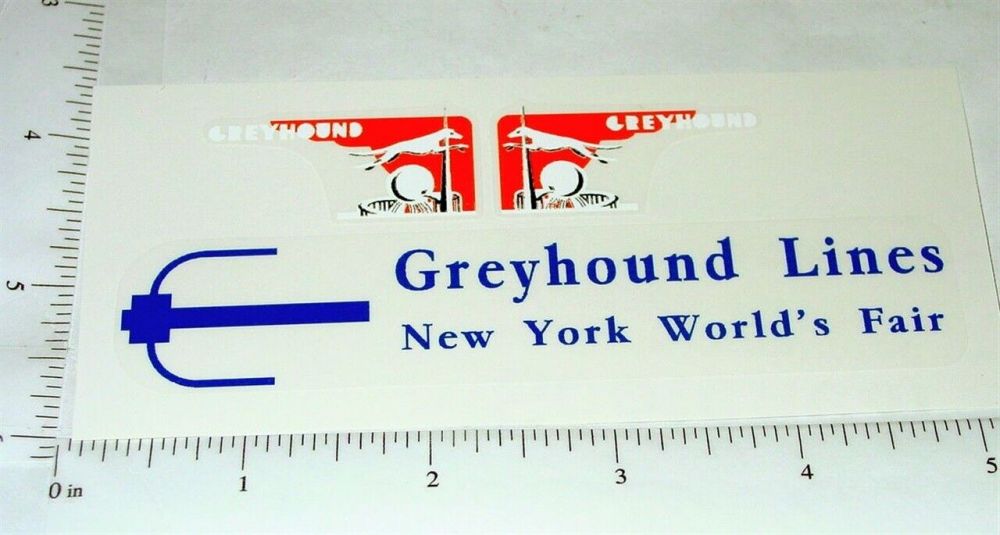 GREYHOUND GREYHOUND
Greyhound Lines
New York World's Fair
3
4
5
0 in 1 2 3 4 5